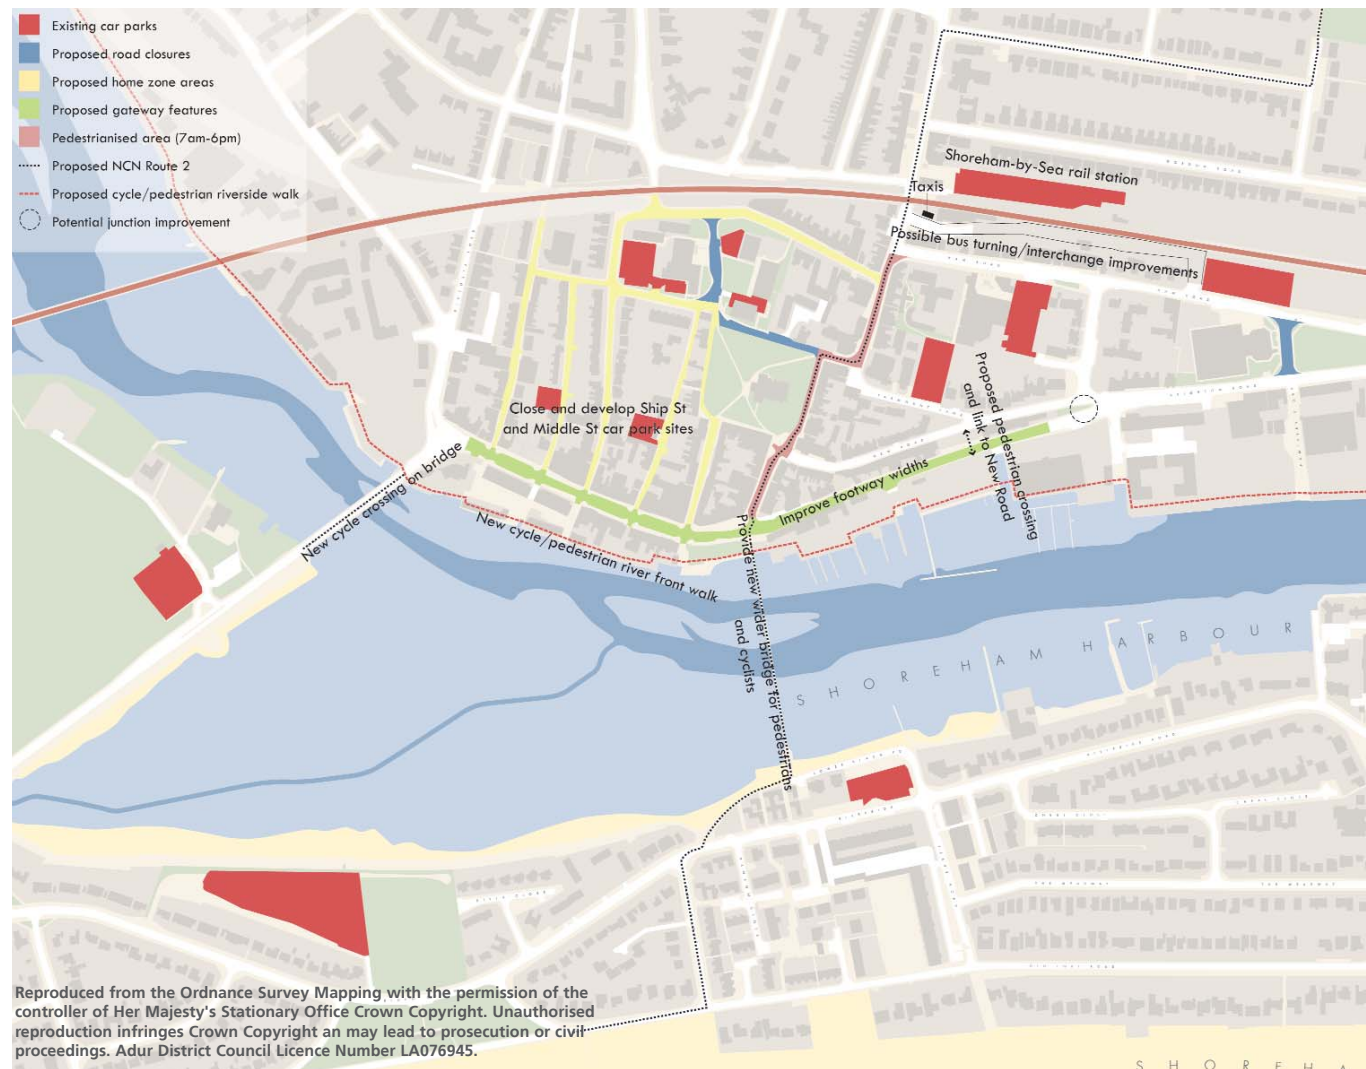 Existing car parks
Proposed road closures
Proposed home zone areas
Proposed gateway features
Pedestrianised area (7am-6pm)
Proposed NCN Route 2
Proposed cycle/pedestrian riverside walk
Potential junction improvement
Shoreham-by-Sea rail station
Taxis
Possible bus turning/interchange improvements
Close and develop Ship St
and Middle St car park sites
Proposed pedestrian crossing
and link to New Road
Improve footway widths
New cycle crossing on bridge
New cycle/pedestrian river front walk
Provide new wider bridge for pedestrians
and cyclists
SHOREHAM HARBOUR
Reproduced from the Ordnance Survey Mapping with the permission of the
controller of Her Majesty's Stationary Office Crown Copyright. Unauthorised
reproduction infringes Crown Copyright an may lead to prosecution or civil
proceedings. Adur District Council Licence Number LA076945.